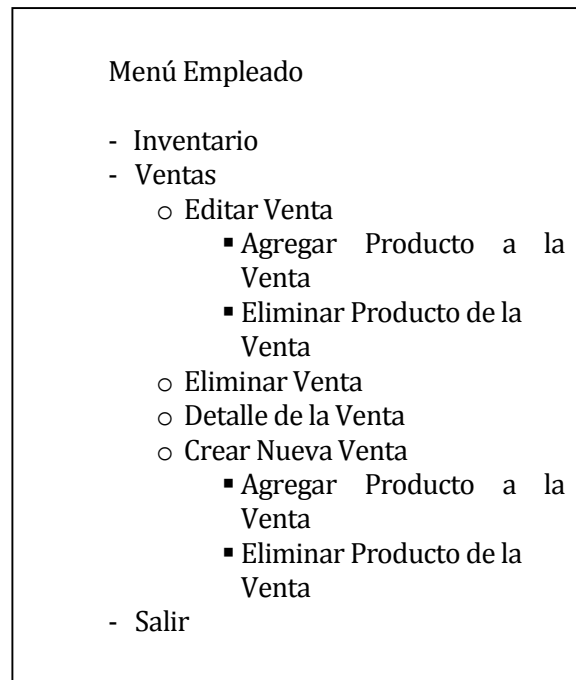 Menú Empleado
- Inventario
- Ventas
o Editar Venta
▪ Agregar Producto a la
Venta
▪ Eliminar Producto de la
Venta
o Eliminar Venta
o Detalle de la Venta
o Crear Nueva Venta
▪ Agregar Producto a la
Venta
▪ Eliminar Producto de la
Venta
- Salir